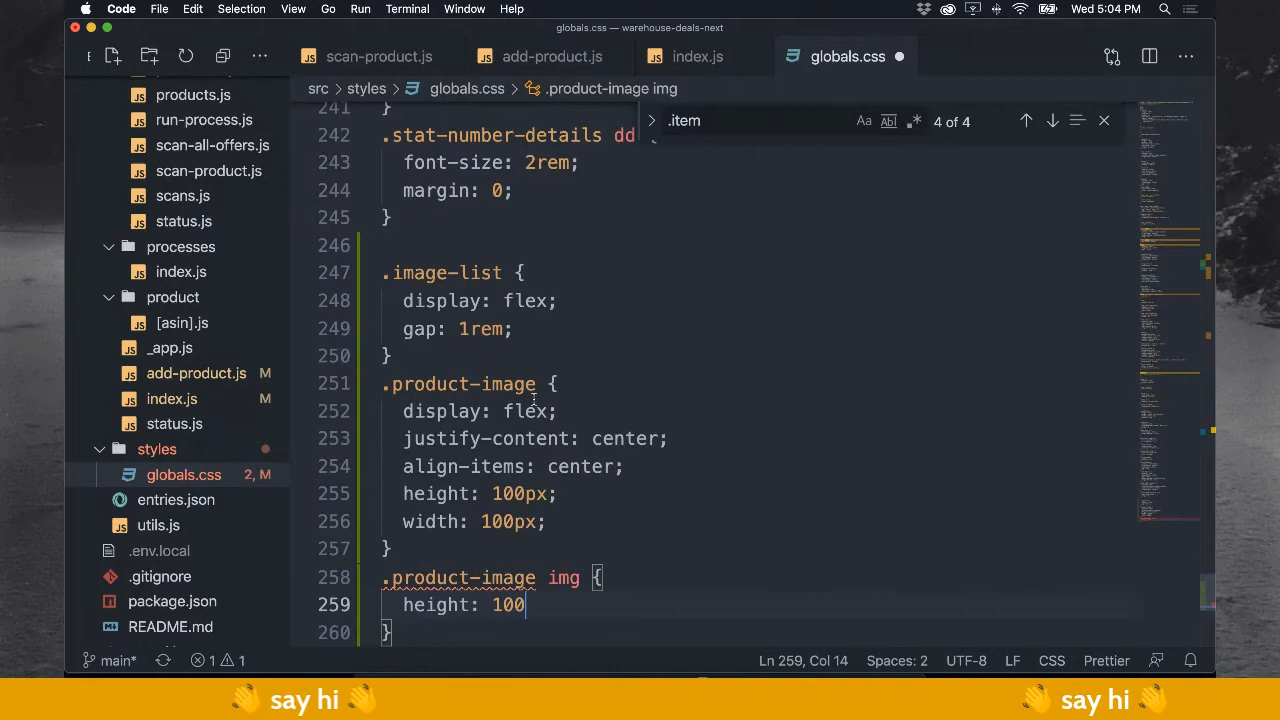 Code File Edit Selection View Go Run Terminal Window Help Wed 5:04 PM
globals.css — warehouse-deals-next
E scan-product.js add-product.js index.js globals.css
src > styles > globals.css > .product-image img
.item Aa Abl .* 4 of 4
products.js
run-process.js
scan-all-offers.js
scan-product.js
scans.js
status.js
processes
index.js
product
[asin].js
_app.js
add-product.js M
index.js M
status.js
styles
globals.css 2, M
entries.json
utils.js
.env.local
.gitignore
package.json
README.md
241 }
242 .stat-number-details dd {
243 font-size: 2rem;
244 margin: 0;
245 }
246
247 .image-list {
248 display: flex;
249 gap: 1rem;
250 }
251 .product-image {
252 display: flex;
253 justify-content: center;
254 align-items: center;
255 height: 100px;
256 width: 100px;
257 }
258 .product-image img {
259 height: 100
260 }
main* 1 1 Ln 259, Col 14 Spaces: 2 UTF-8 LF CSS Prettier
👋 say hi 👋 👋 say hi 👋